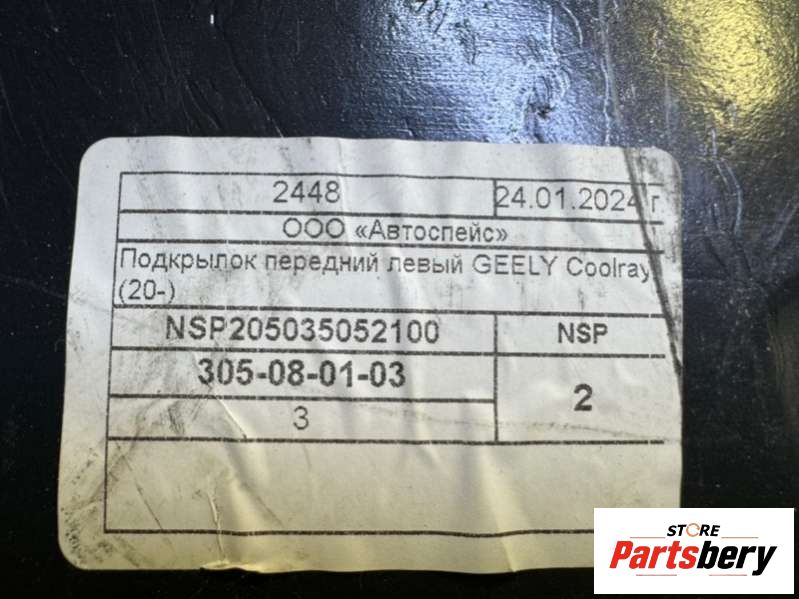 2448 24.01.2024 г
ООО «Автоспейс»
Подкрылок передний левый GEELY Coolray
(20-)
NSP205035052100 NSP
305-08-01-03
2
3
STORE
Partsbery